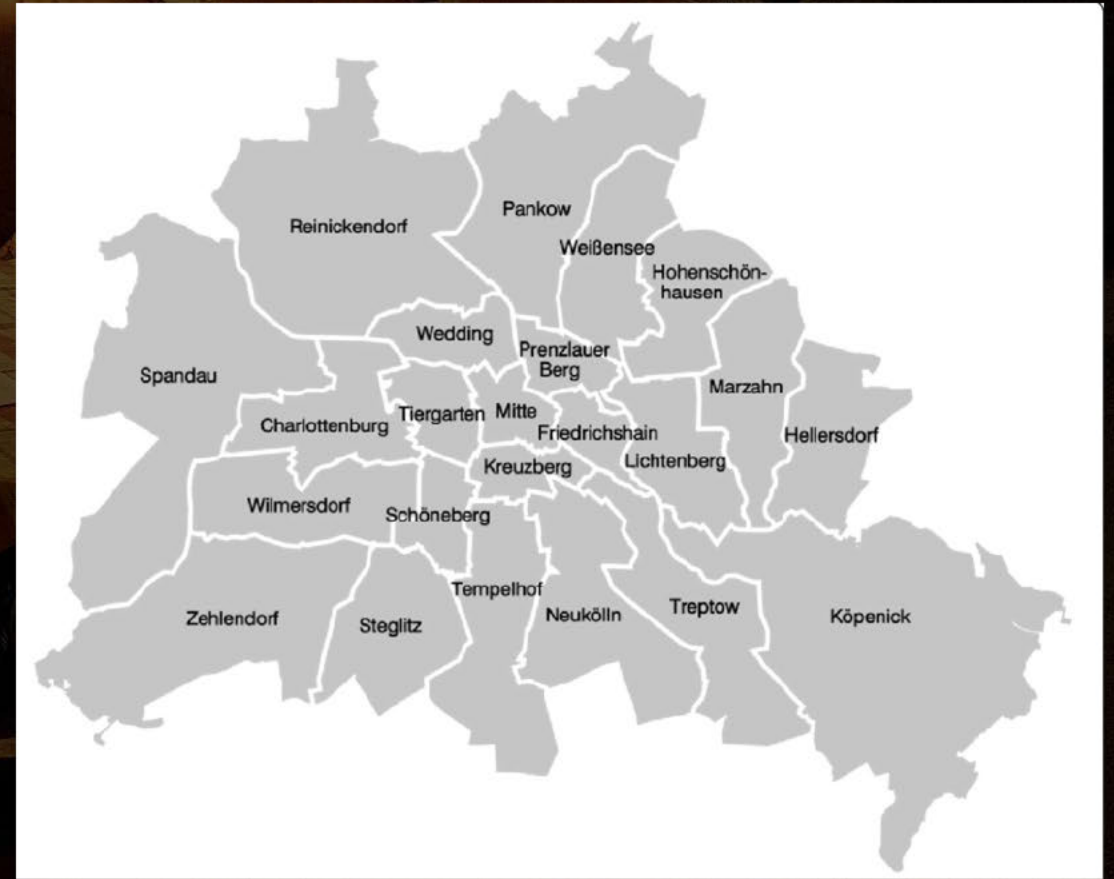 Pankow
Reinickendorf
Weißensee
Hohenschön-
hausen
Wedding
Prenzlauer
Berg
Spandau
Marzahn
Charlottenburg
Tiergarten
Mitte
Friedrichshain
Hellersdorf
Lichtenberg
Kreuzberg
Wilmersdorf
Schöneberg
Tempelhof
Zehlendorf
Steglitz
Neukölln
Treptow
Köpenick